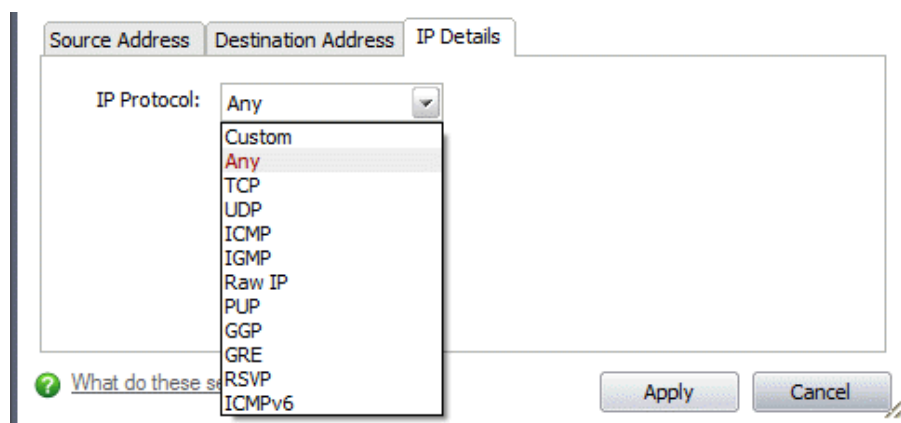 Source Address Destination Address IP Details
IP Protocol: Any
Custom
Any
TCP
UDP
ICMP
IGMP
Raw IP
PUP
GGP
GRE
RSVP
ICMPv6
What do these
Apply Cancel